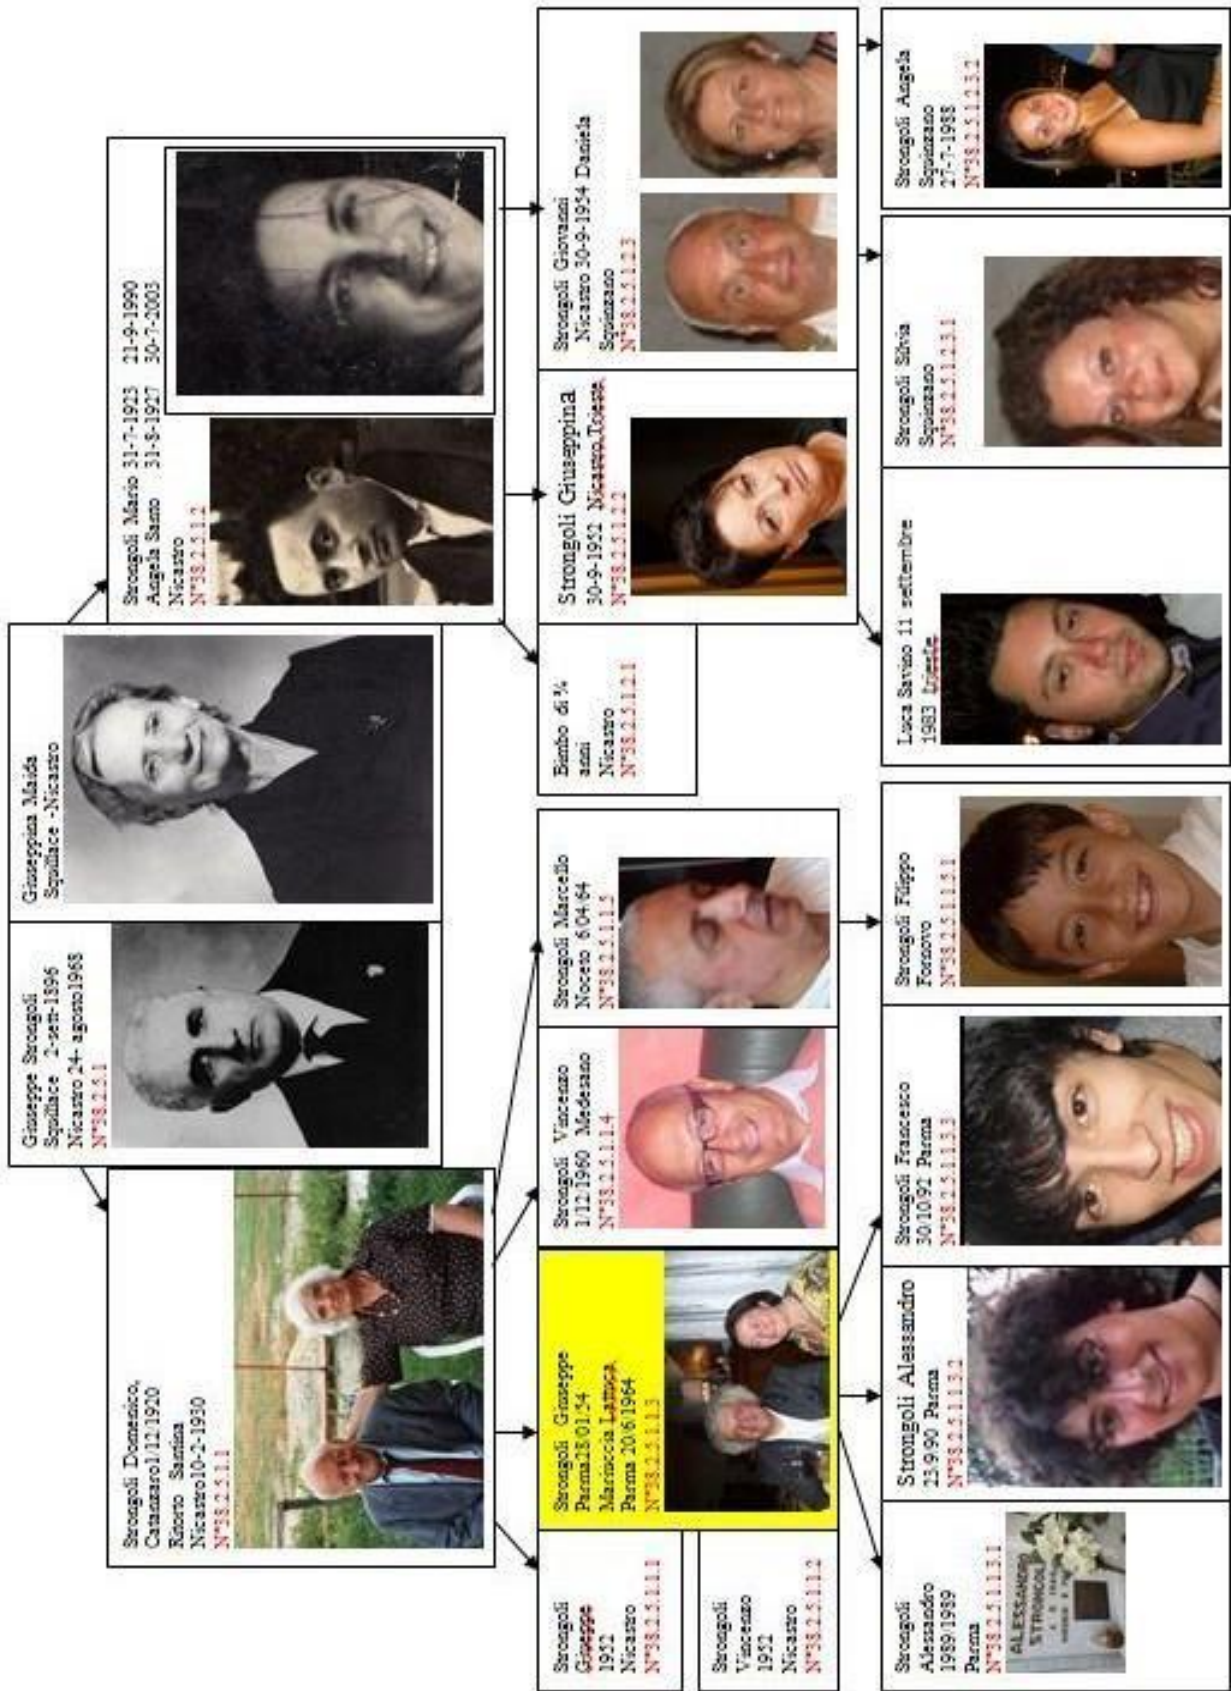 Giuseppe Strongoli
Squillace 2-sett-1896
Nicastro 24- agosto1968
N°38.2.5.1
Giuseppina Maida
Squillace -Nicastro
Strongoli Domenico,
Catanzaro1/12/1920
Ritorto Santina
Nicastro10-2-1930
N°38.2.5.1.1
Strongoli Mario 31-7-1923 21-9-1990
Angela Sasso 31-8-1927 30-7-2003
Nicastro
N°38.2.5.1.2
Strongoli
Giuseppe
1952
Nicastro
N°38.2.5.1.1.1
Strongoli
Vincenzo
1952
Nicastro
N°38.2.5.1.1.2
Strongoli Giuseppe
Parma28/01.54
Mariuccia
Parma 20/6/1964
N°38.2.5.1.1.3
Strongoli Vincenzo
1/12/1960 Medesano
N°38.2.5.1.1.4
Strongoli Marcello
Noceto 6/04/64
N°38.2.5.1.1.5
Bimbo di ¾
anni
Nicastro
N°38.2.5.1.2.1
Strongoli Giuseppina
30-9-1952 Nicastro,Trieste,
N°38.2.5.1.2.2
Strongoli Giovanni
Nicastro 30-9-1954 Daniela
Squinzano
N°38.2.5.1.2.3
Strongoli
Alessandro
1989/1989
Parma
N°38.2.5.1.1.3.1
ALESSANDRO
STRONGOLI
Strongoli Alessandro
23/9/90 Parma
N°38.2.5.1.1.3.2
Strongoli Francesco
30/10/92 Parma
N°38.2.5.1.1.3.3
Strongoli Filippo
Fornovo
N°38.2.5.1.1.5.1
Luca Savino 11 settembre
1983 Trieste
Strongoli Silvia
Squinzano
N°38.2.5.1.2.3.1
Strongoli Angela
Squinzano
27-7-1988
N°38.2.5.1.2.3.2